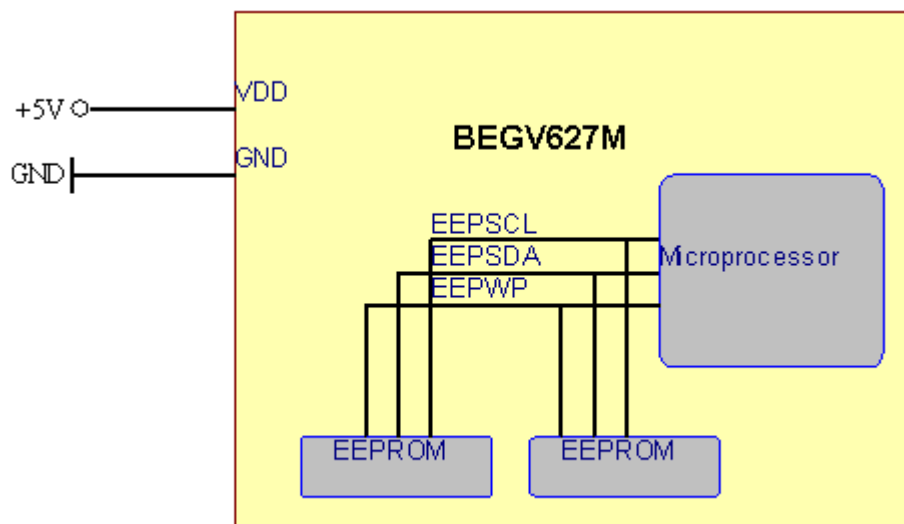 +5V
VDD
BEGV627M
GND
GND
EEPSCL
EEPSDA
Microprocessor
EEPWP
EEPROM
EEPROM